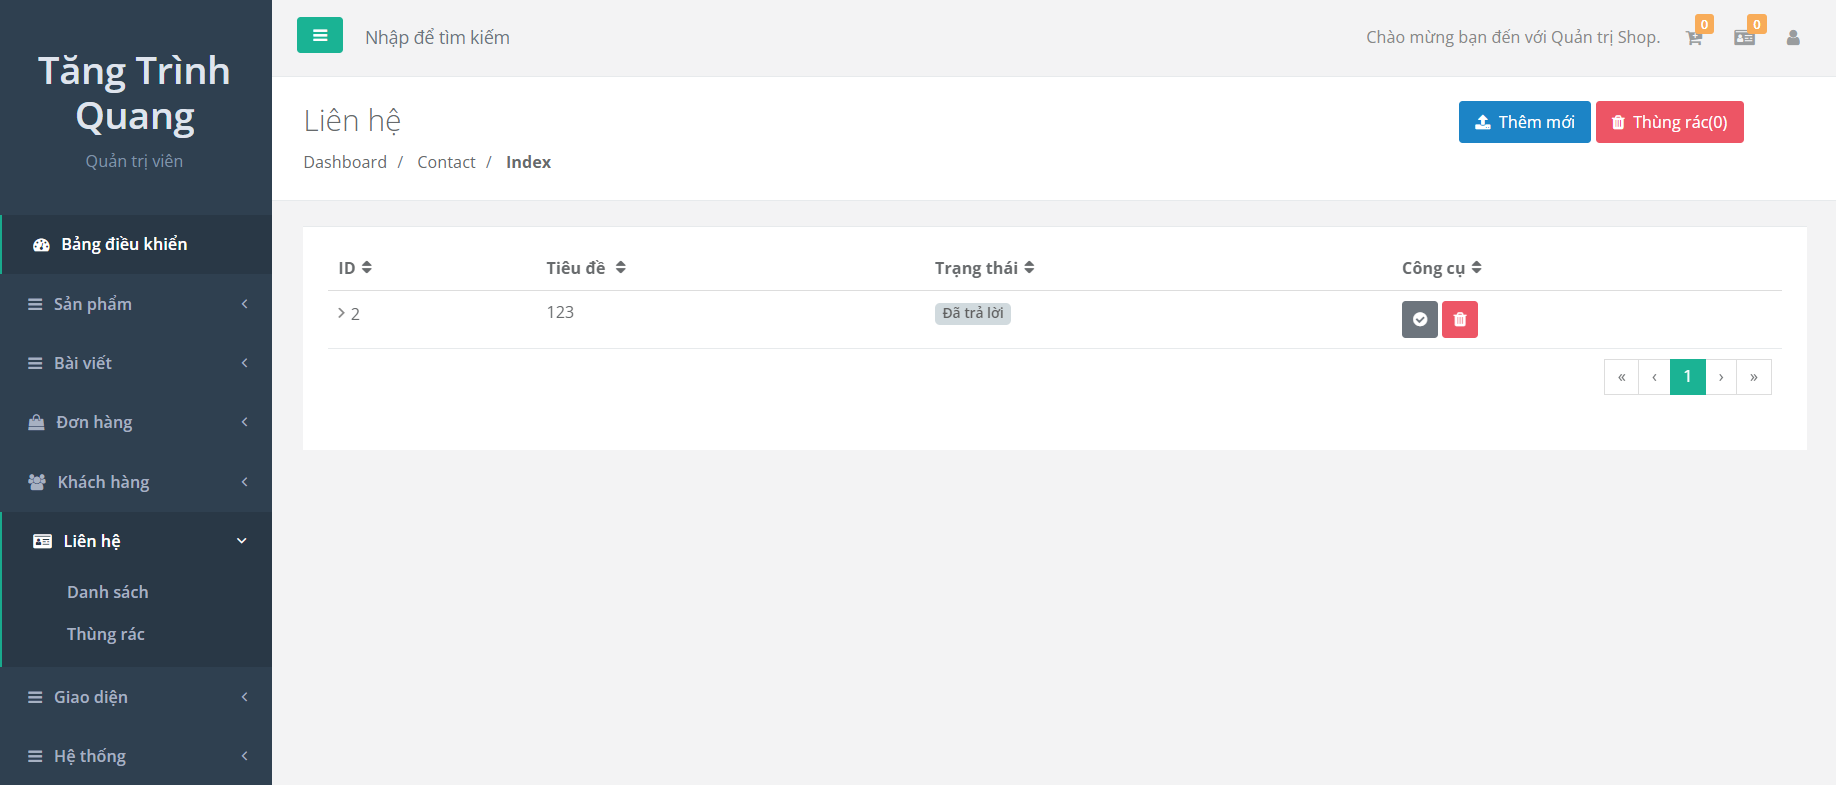 Tăng Trình
Quang
Quản trị viên
Bảng điều khiển
Sản phẩm
Bài viết
Đơn hàng
Khách hàng
Liên hệ
Danh sách
Thùng rác
Giao diện
Hệ thống
Nhập để tìm kiếm
Chào mừng bạn đến với Quản trị Shop.
0
0
Liên hệ
Dashboard / Contact / Index
Thêm mới
Thùng rác(0)
ID Tiêu đề Trạng thái Công cụ
2 123 Đã trả lời
« ‹ 1 › »